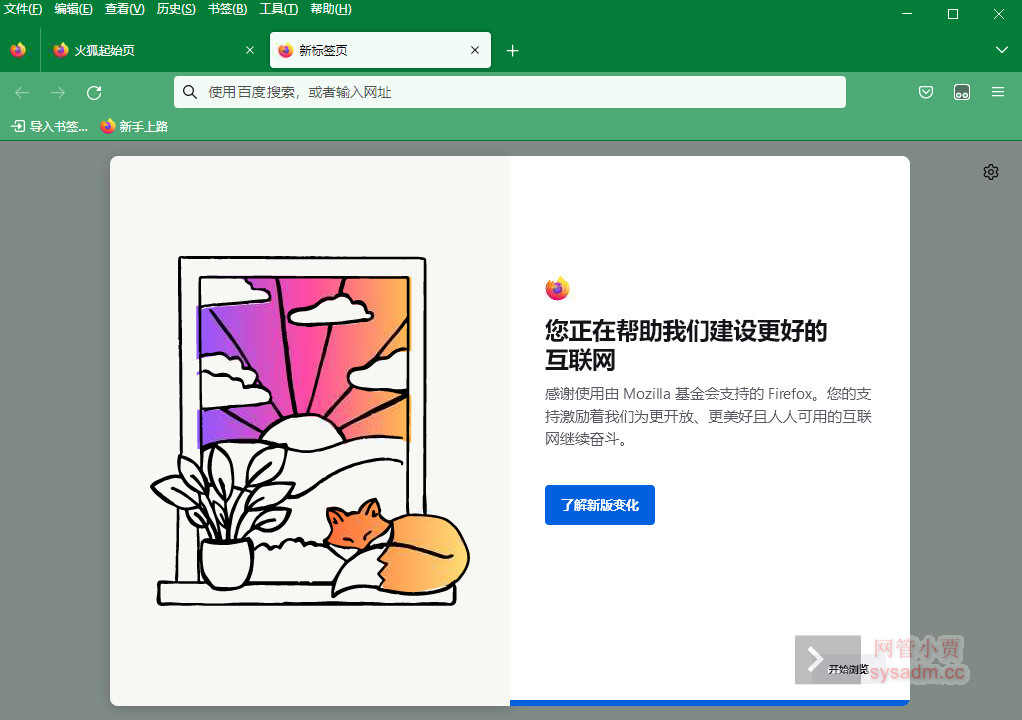 文件(F) 编辑(E) 查看(V) 历史(S) 书签(B) 工具(T) 帮助(H)
火狐起始页 新标签页
使用百度搜索，或者输入网址
导入书签... 新手上路
您正在帮助我们建设更好的
互联网
感谢使用由 Mozilla 基金会支持的 Firefox。您的支
持激励着我们为更开放、更美好且人人可用的互联
网继续奋斗。
了解新版变化
开始浏览
网管小贾
sysadm.cc